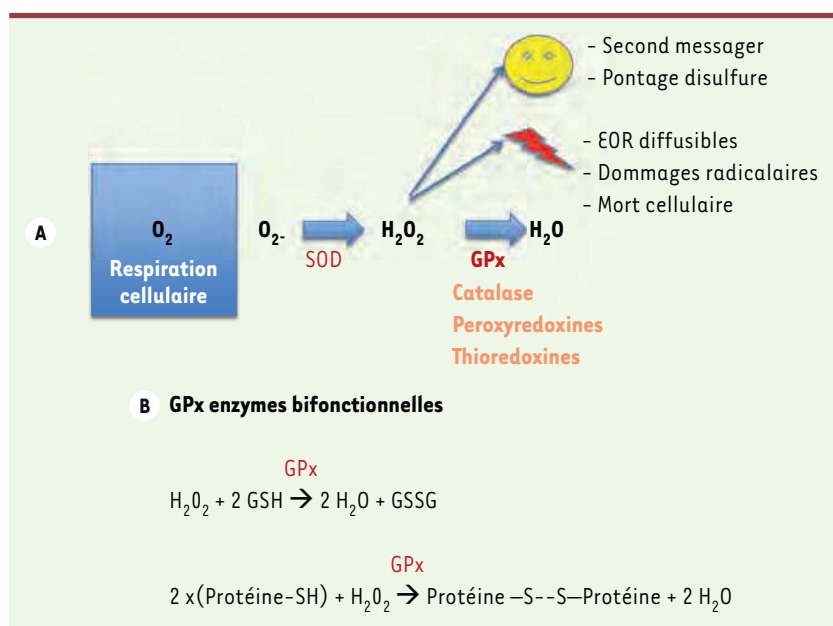 - Second messager
- Pontage disulfure
- EOR diffusibles
- Dommages radicalaires
- Mort cellulaire
A
O₂
Respiration
cellulaire
O₂₋
SOD
H₂O₂
GPx
H₂O
Catalase
Peroxyredoxines
Thioredoxines
B GPx enzymes bifonctionnelles
GPx
H₂0₂ + 2 GSH → 2 H₂O + GSSG
GPx
2 x(Protéine-SH) + H₂0₂ → Protéine —S--S—Protéine + 2 H₂O